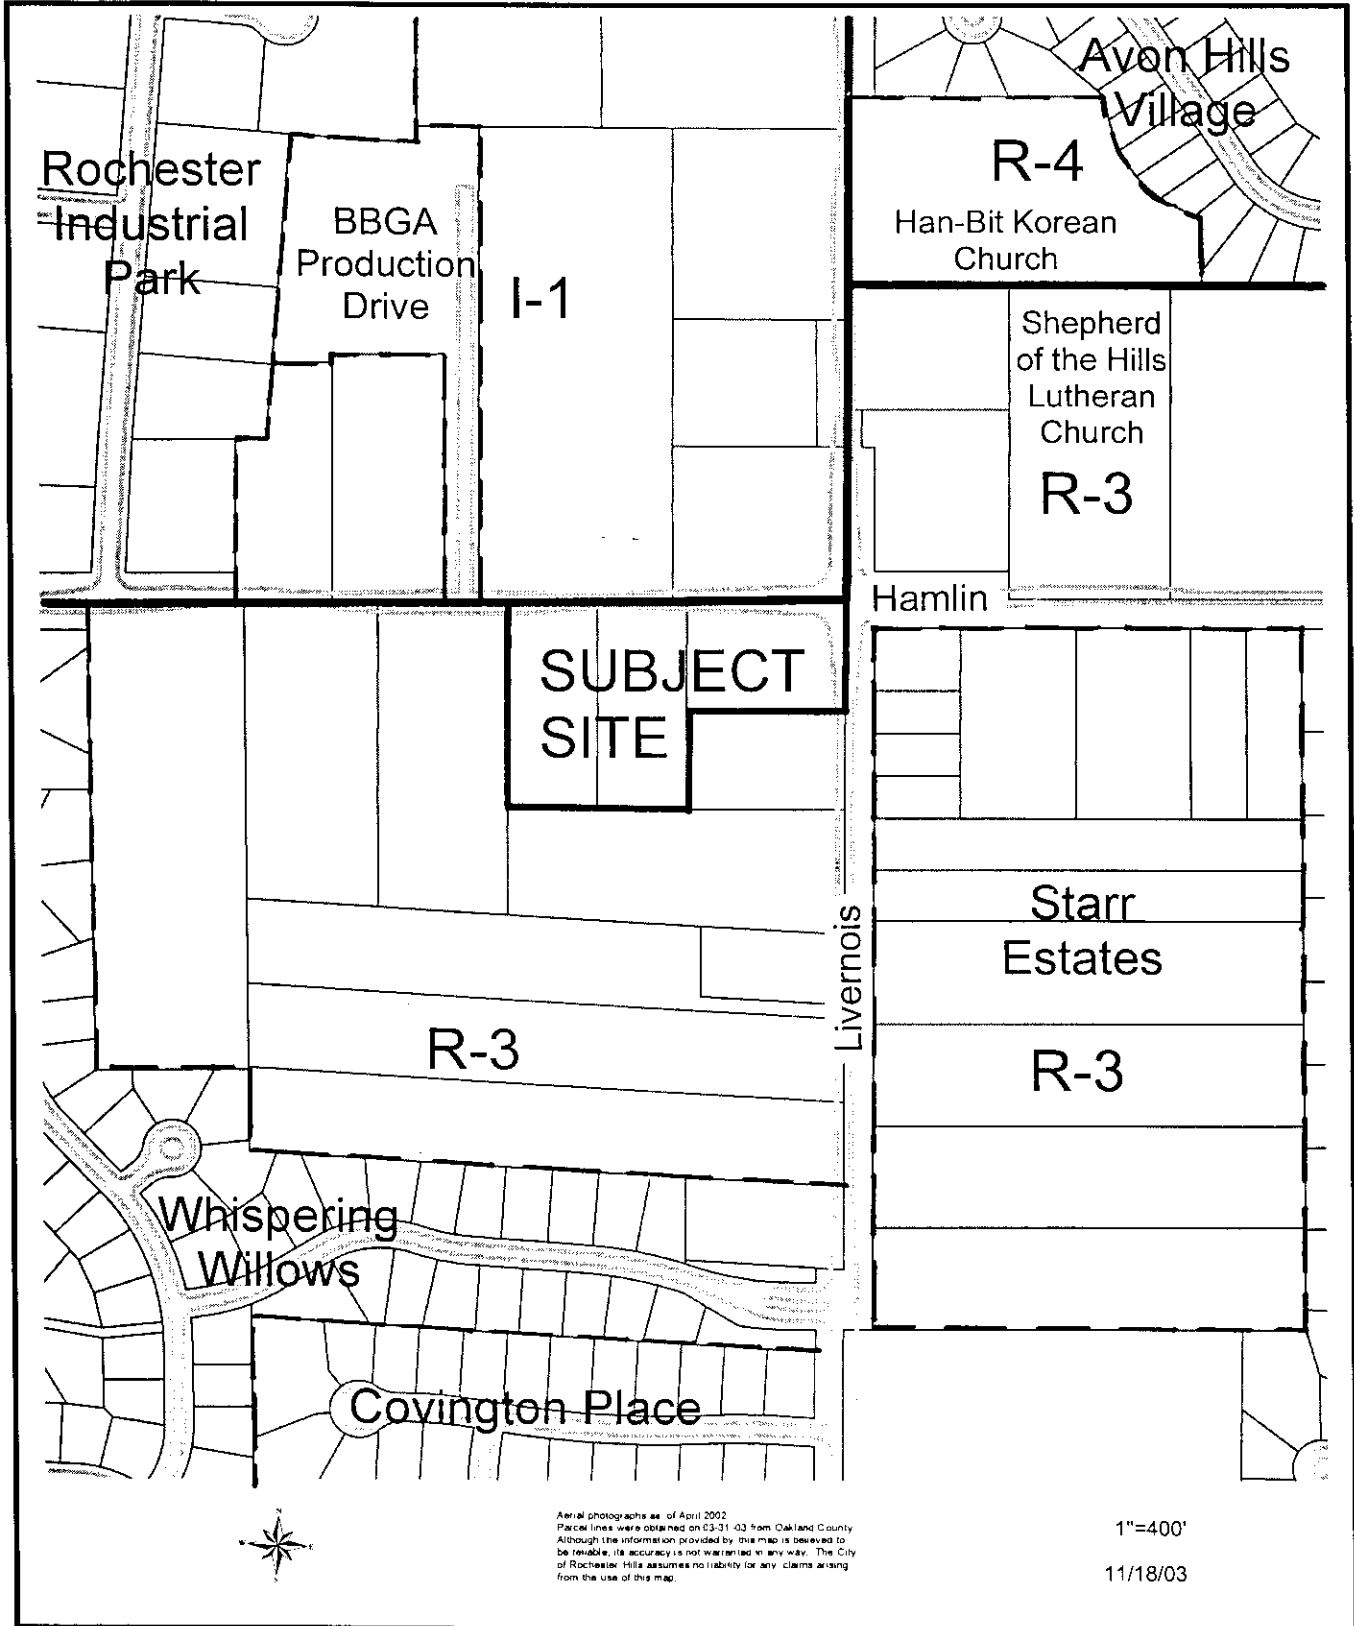 Avon Hills
Village
Rochester
Industrial
Park
BBGA
Production
Drive
I-1
R-4
Han-Bit Korean
Church
Shepherd
of the Hills
Lutheran
Church
R-3
Hamlin
SUBJECT
SITE
Livernois
Starr
Estates
R-3
R-3
Whispering
Willows
Covington Place
N
E
Aerial photographs as of April 2002
Parcel lines were obtained on 03-31-03 from Oakland County
Although the information provided by this map is believed to
be reliable, its accuracy is not warranted in any way. The City
of Rochester Hills assumes no liability for any claims arising
from the use of this map.
1"=400'
11/18/03